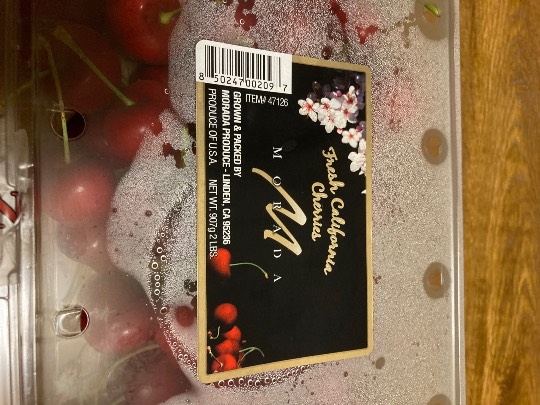 Fresh California
Cherries
MORADA
ITEM# 47126
GROWN & PACKED BY
MORADA PRODUCE - LINDEN, CA 95236
PRODUCE OF U.S.A. NET WT. 907g 2 LBS.
8 50247 00209 7